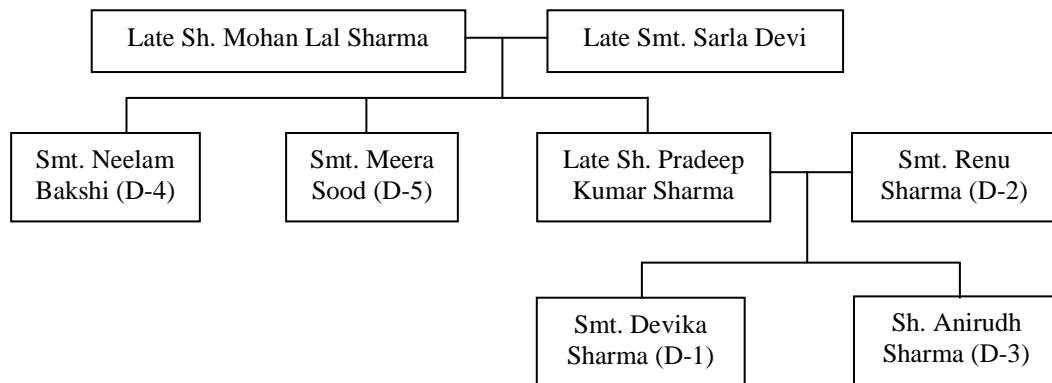 Late Sh. Mohan Lal Sharma
Late Smt. Sarla Devi
Smt. Neelam
Bakshi (D-4)
Smt. Meera
Sood (D-5)
Late Sh. Pradeep
Kumar Sharma
Smt. Renu
Sharma (D-2)
Smt. Devika
Sharma (D-1)
Sh. Anirudh
Sharma (D-3)